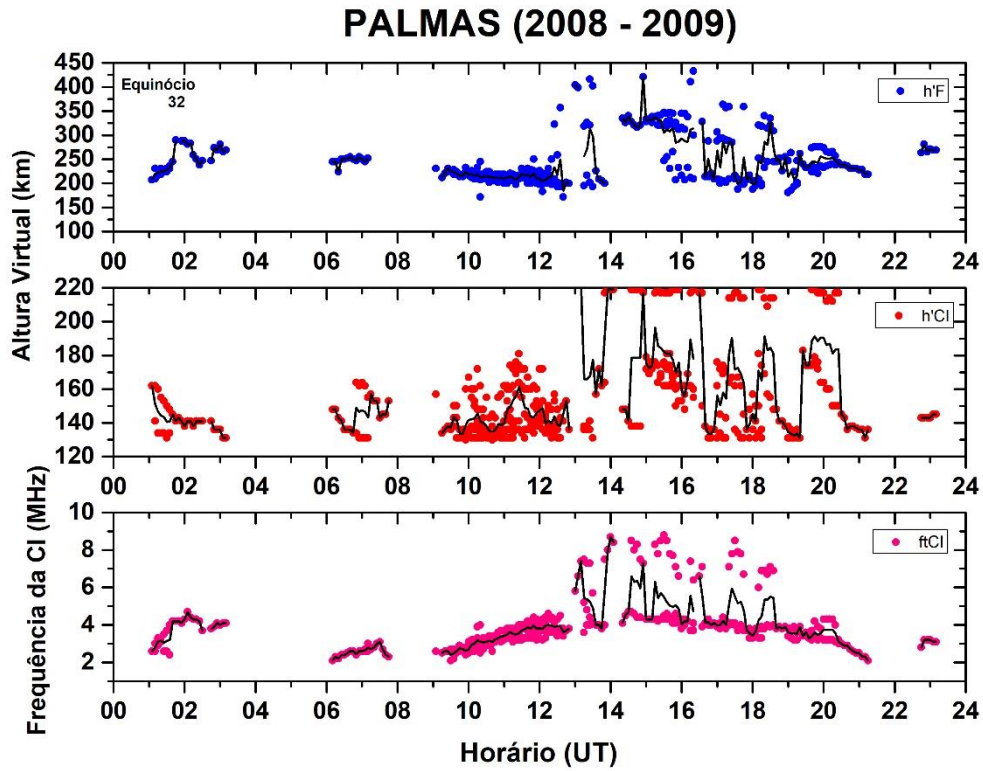 PALMAS (2008 - 2009)
Altura Virtual (km)
450
400
350
300
250
200
150
100
Equinócio
32
h'F
00 02 04 06 08 10 12 14 16 18 20 22 24
220
200
180
160
140
120
h'CI
00 02 04 06 08 10 12 14 16 18 20 22 24
Frequência da CI (MHz)
10
8
6
4
2
ftCI
00 02 04 06 08 10 12 14 16 18 20 22 24
Horário (UT)